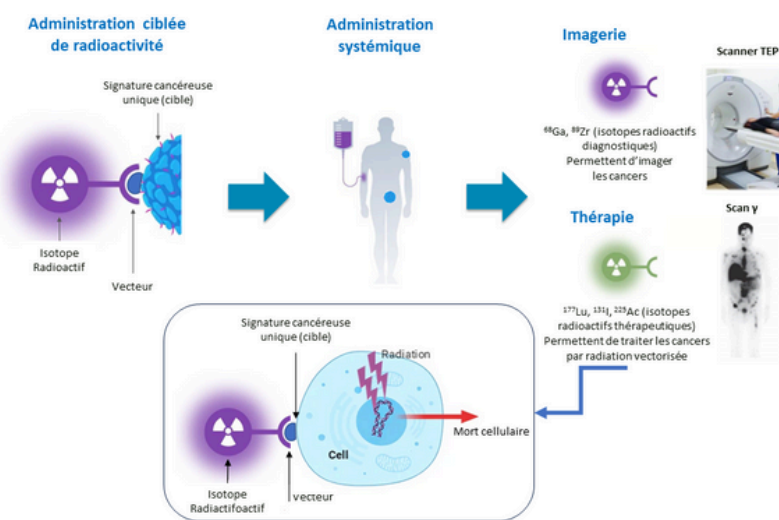 Administration ciblée
de radioactivité
Signature cancéreuse
unique (cible)
Isotope
Radioactif
Vecteur
Administration
systémique
Imagerie
Scanner TEP
⁶⁸Ga, ⁸⁹Zr (isotopes radioactifs
diagnostiques)
Permettent d'imager
les cancers
Thérapie
Scan γ
¹⁷⁷Lu, ¹³¹I, ²²⁵Ac (isotopes
radioactifs thérapeutiques)
Permettent de traiter les cancers
par radiation vectorisée
Signature cancéreuse
unique (cible)
Radiation
Cell
Mort cellulaire
Isotope
Radiactifoactif
vecteur